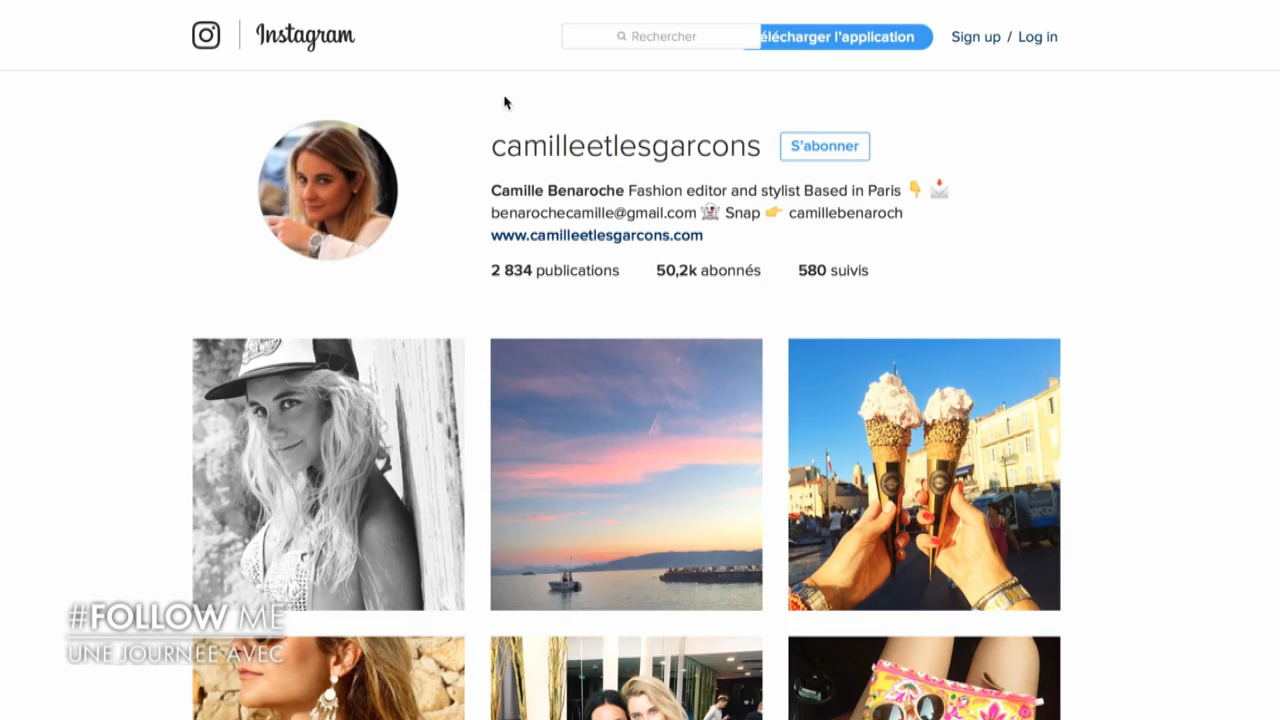 Instagram
Rechercher
élécharger l'application
Sign up / Log in
camilleetlesgarcons
S'abonner
Camille Benaroche Fashion editor and stylist Based in Paris 👇 📩
benarochecamille@gmail.com 👻 Snap 👉 camillebenaroch
www.camilleetlesgarcons.com
2 834 publications 50,2k abonnés 580 suivis
#FOLLOW ME
UNE JOURNÉE AVEC